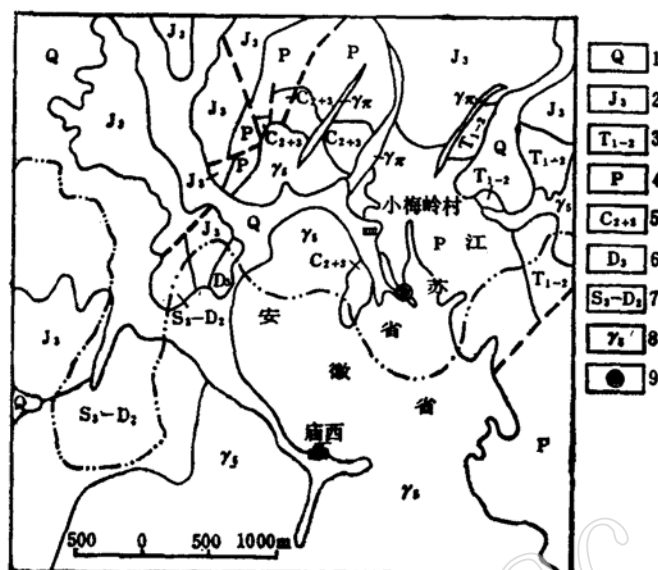 Q J₃ J₃ P P J₃
J₃ C₂₊₃ γπ γπ J₃
P C₂₊₃ C₂₊₃ T₁₋₂ Q T₁₋₂
J₃ P γ₅ γπ T₁₋₂ γ₅
小梅岭村
J₃ Q γ₅ P 江
D₃ C₂₊₃ 苏 T₁₋₂
S₃-D₂ 安 省
J₃ 徽
Q S₃-D₂ 省
庙西 P
γ₅ γ₅
500 0 500 1000m
Q 1
J₃ 2
T₁₋₂ 3
P 4
C₂₊₃ 5
D₃ 6
S₃-D₂ 7
γ₅ 8
9